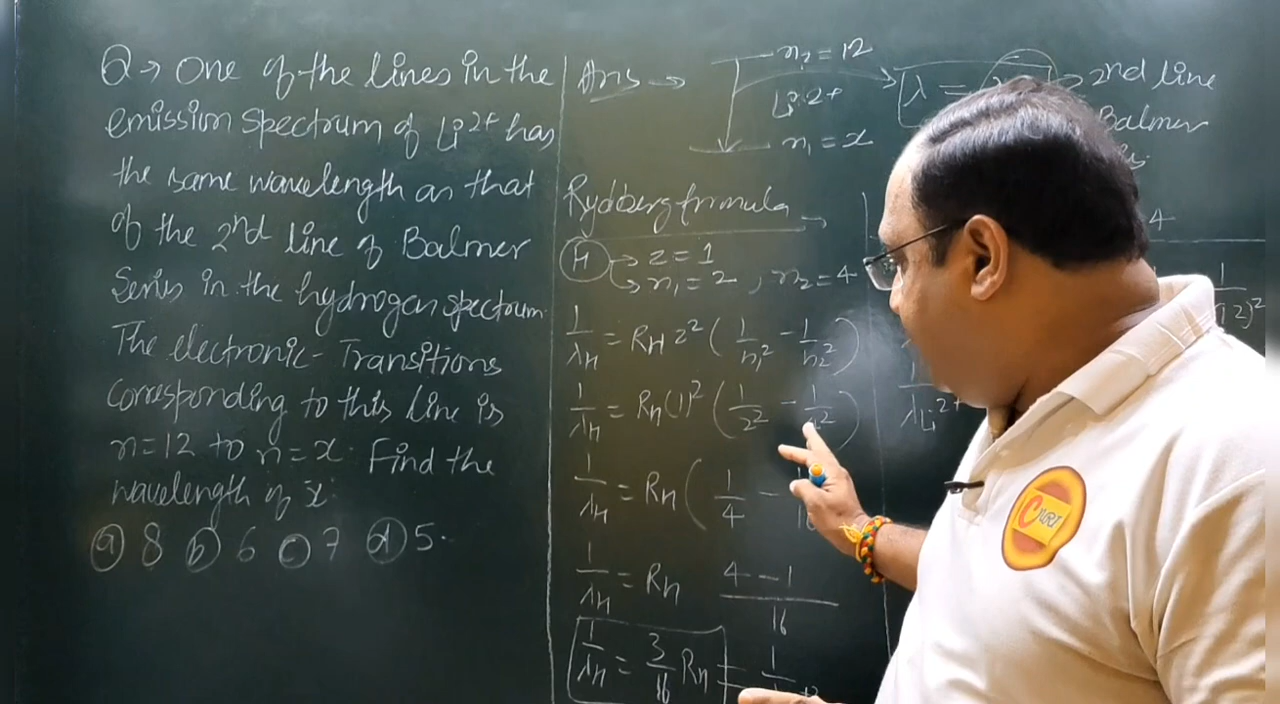 Q → One of the lines in the
emission spectrum of Li2+ has
the same wavelength as that
of the 2nd line of Balmer
Series in the hydrogen spectrum.
The electronic Transitions
corresponding to this line is
n=12 to n=x. Find the
wavelength of x.
(a) 8 (b) 6 (c) 7 (d) 5.
Ans →
n2 = 12
Li2+
n1 = x
λ =
→ 2nd line
Balmer
Rydberg formula →
H → z = 1
→ n1 = 2, n2 = 4
1/λH = RH z² (1/n1² - 1/n2²)
1/λH = RH (1)² (1/2² - 1/4²)
1/λH = RH (1/4 -
1/λH = RH 4-1/16
1/λH = 3/16 RH
4
λLi2+